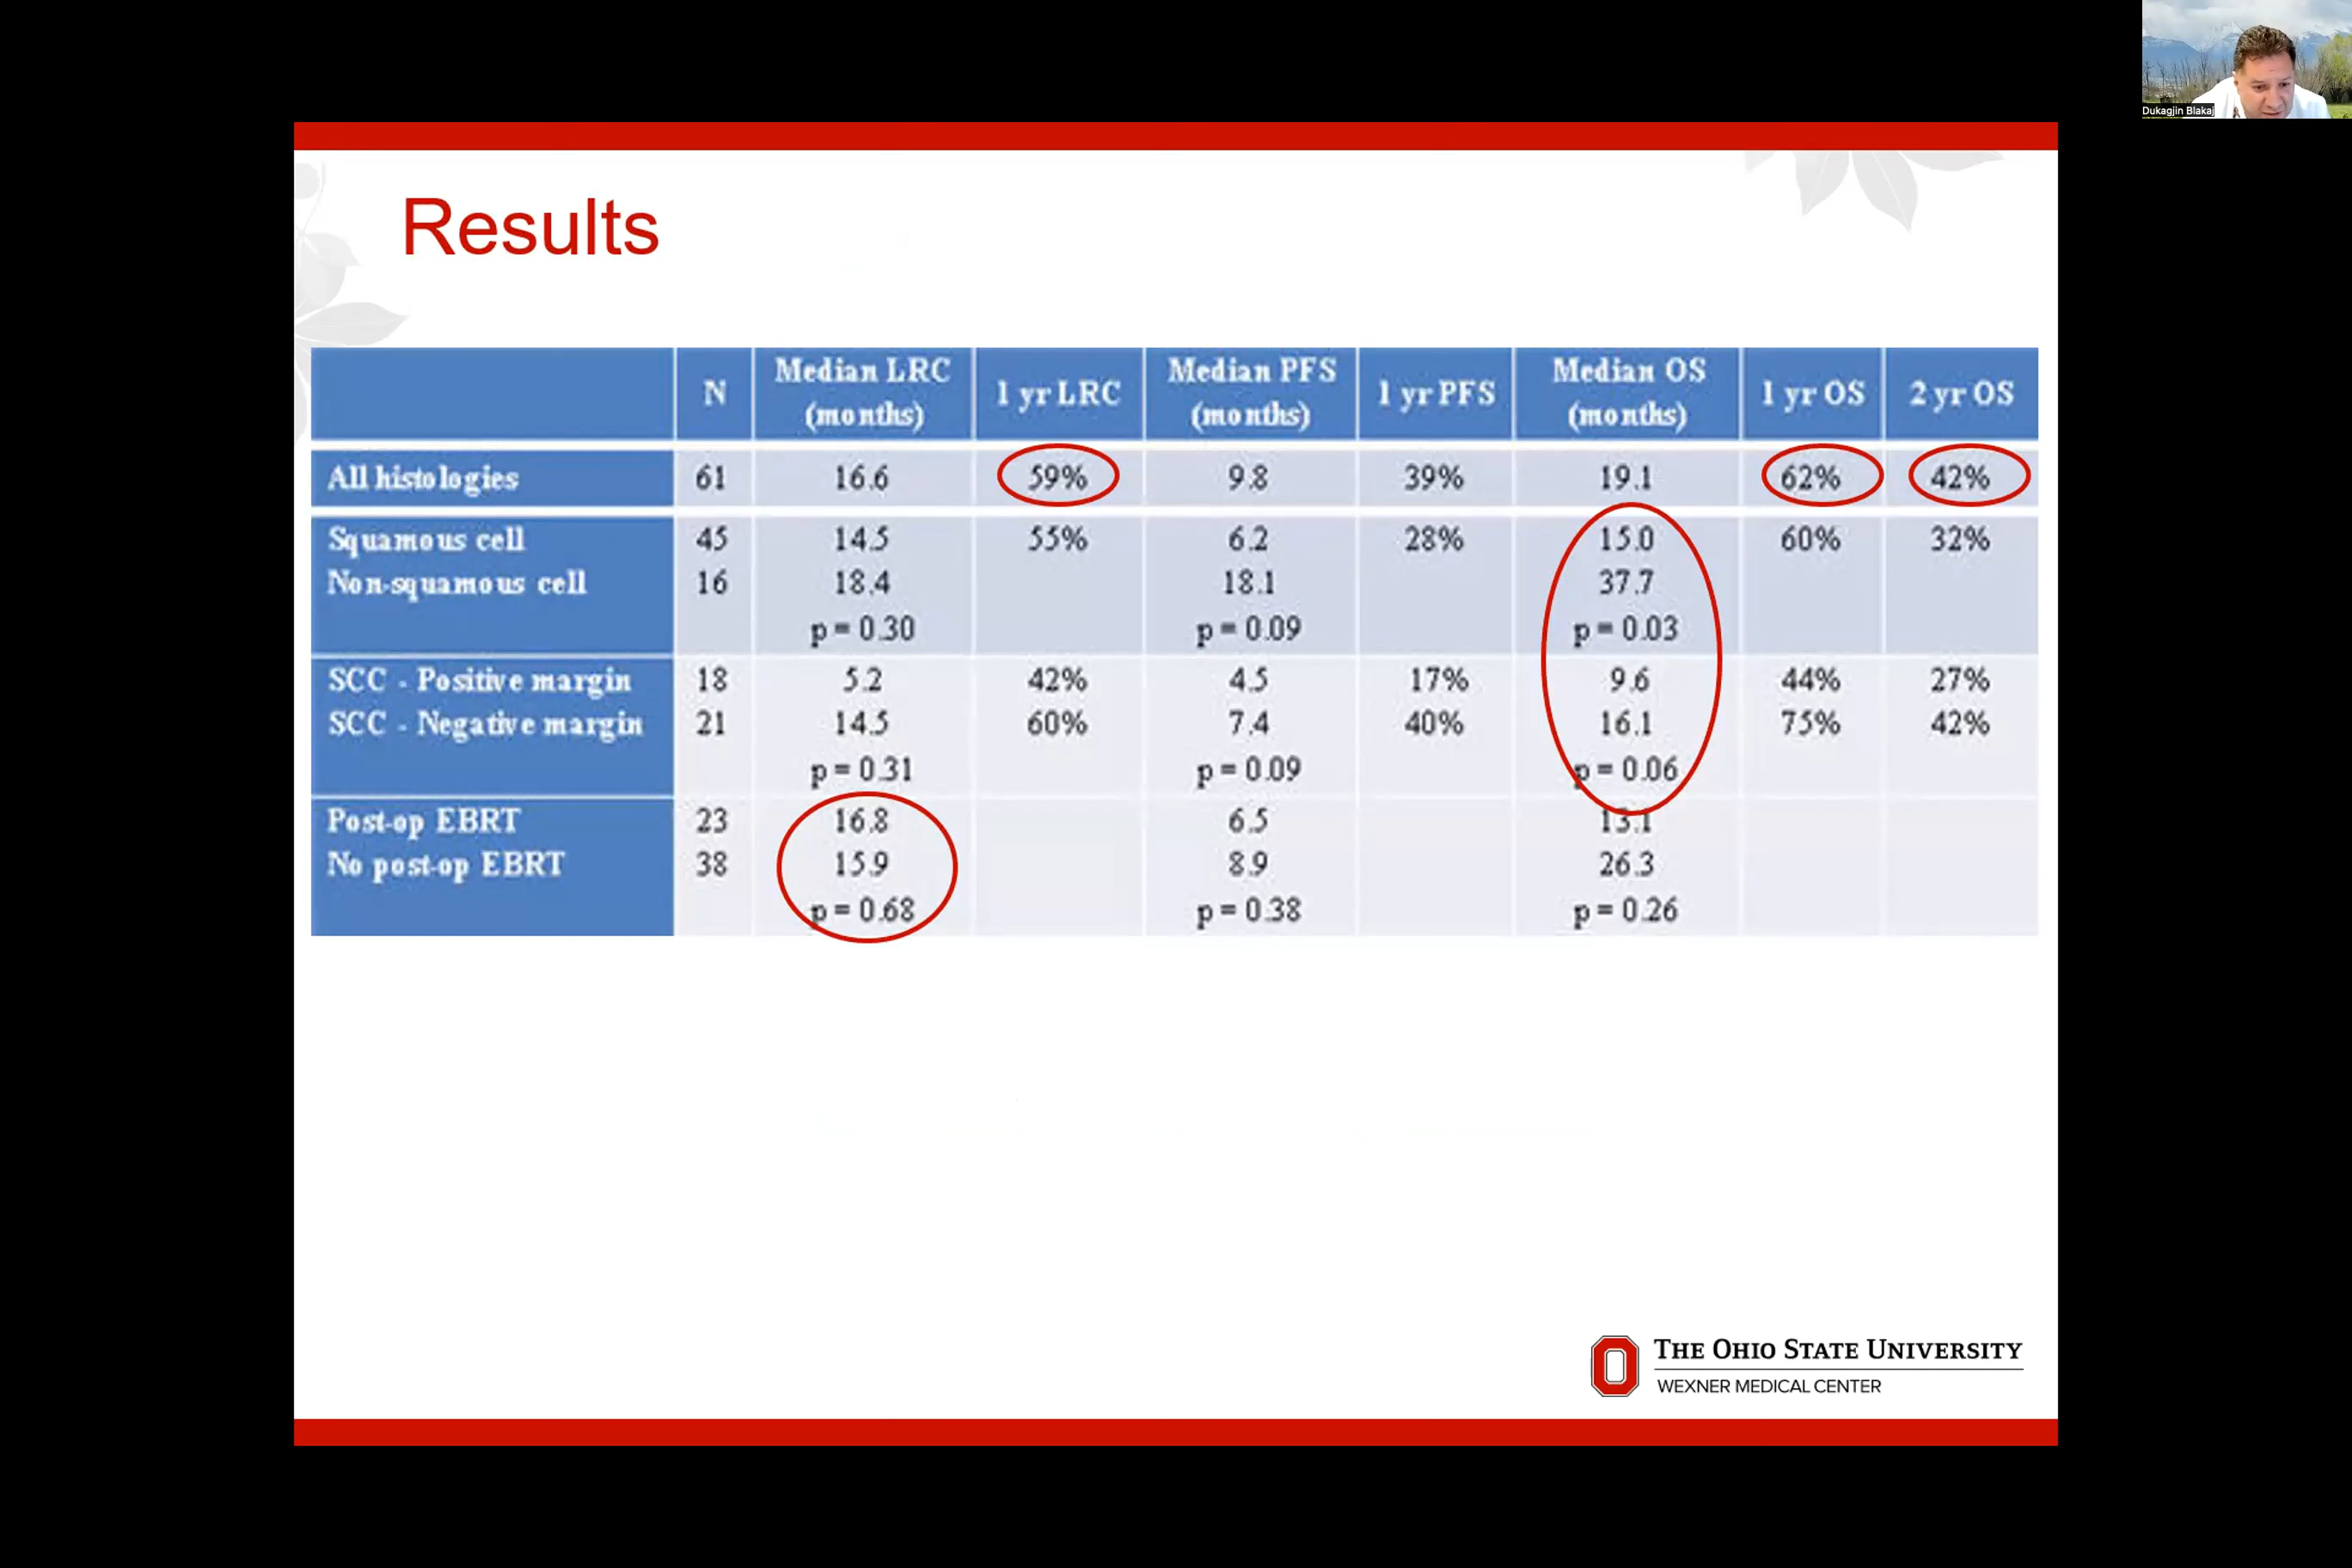 Dukagjin Blakaj
Results
N
Median LRC
(months)
1 yr LRC
Median PFS
(months)
1 yr PFS
Median OS
(months)
1 yr OS
2 yr OS
All histologies 61 16.6 59% 9.8 39% 19.1 62% 42%
Squamous cell 45 14.5 55% 6.2 28% 15.0 60% 32%
Non-squamous cell 16 18.4 18.1 37.7
p = 0.30 p = 0.09 p = 0.03
SCC - Positive margin 18 5.2 42% 4.5 17% 9.6 44% 27%
SCC - Negative margin 21 14.5 60% 7.4 40% 16.1 75% 42%
p = 0.31 p = 0.09 p = 0.06
Post-op EBRT 23 16.8 6.5 13.1
No post-op EBRT 38 15.9 8.9 26.3
p = 0.68 p = 0.38 p = 0.26
THE OHIO STATE UNIVERSITY
WEXNER MEDICAL CENTER